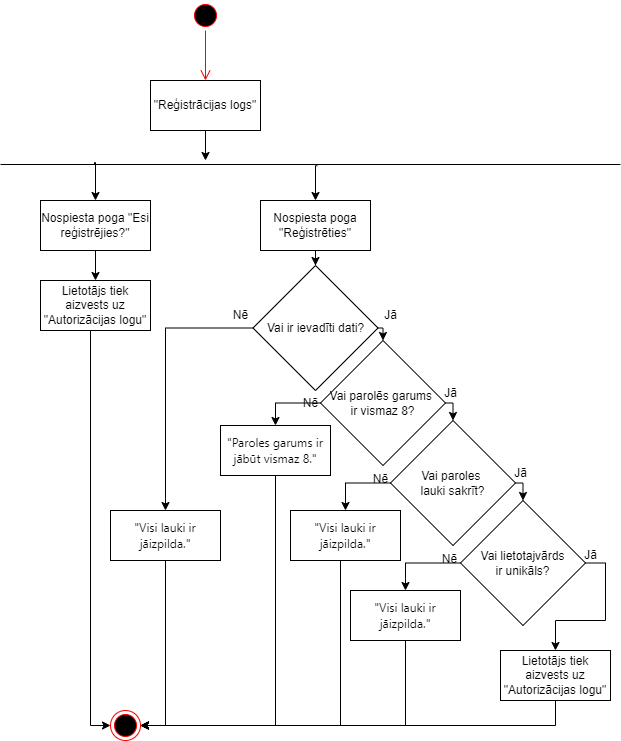 "Reģistrācijas logs"
Nospiesta poga "Esi
reģistrējies?"
Nospiesta poga
"Reģistrēties"
Lietotājs tiek
aizvests uz
"Autorizācijas logu"
Nē
Vai ir ievadīti dati?
Jā
Nē
Vai parolēs garums
ir vismaz 8?
Jā
"Paroles garums ir
jābūt vismaz 8."
Nē
Vai paroles
lauki sakrīt?
Jā
"Visi lauki ir
jāizpilda."
"Visi lauki ir
jāizpilda."
Nē
Vai lietotajvārds
ir unikāls?
Jā
"Visi lauki ir
jāizpilda."
Lietotājs tiek
aizvests uz
"Autorizācijas logu"